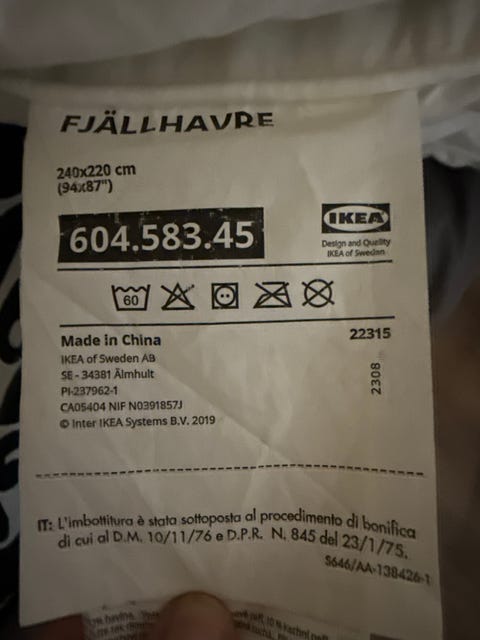 FJÄLLHAVRE
240x220 cm
(94x87")
604.583.45
IKEA
Design and Quality
IKEA of Sweden
60
Made in China
22315
IKEA of Sweden AB
SE - 34381 Älmhult
PI-237962-1
CA05404 NIF N0391857J
© Inter IKEA Systems B.V. 2019
2308
IT: L'imbottitura è stata sottoposta al procedimento di bonifica
di cui al D.M. 10/11/76 e D.P.R. N. 845 del 23/1/75.
S646/AA-138426-1